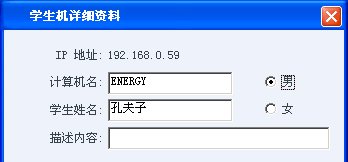 学生机详细资料
IP 地址: 192.168.0.59
计算机名: ENERGY 男
学生姓名: 孔夫子 女
描述内容: